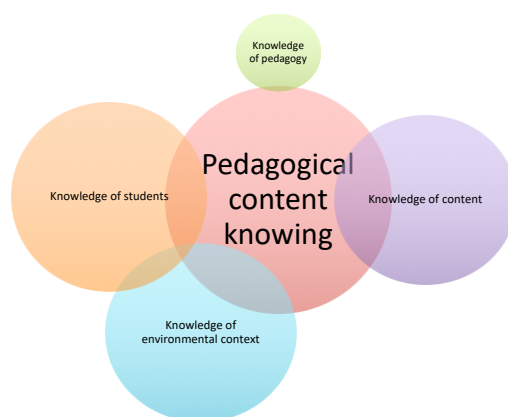 Knowledge
of pedagogy
Pedagogical
content
knowing
Knowledge of students
Knowledge of content
Knowledge of
environmental context